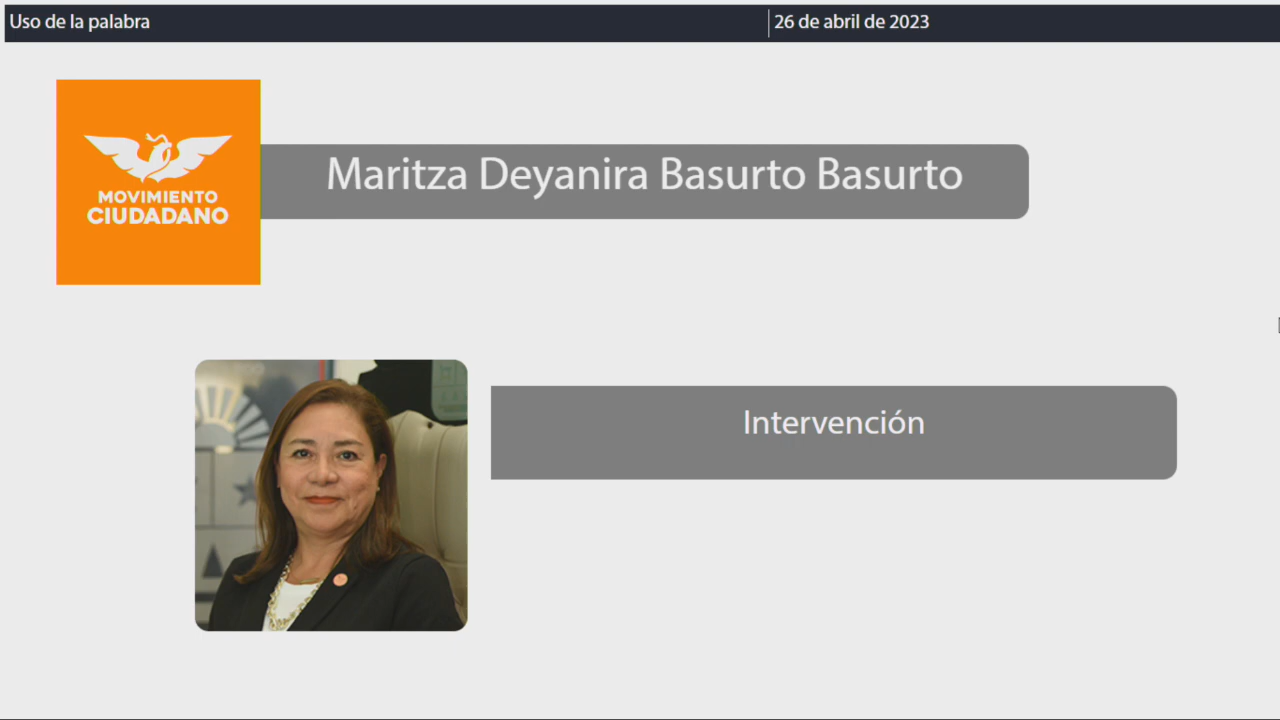 Uso de la palabra
26 de abril de 2023
MOVIMIENTO
CIUDADANO
Maritza Deyanira Basurto Basurto
Intervención